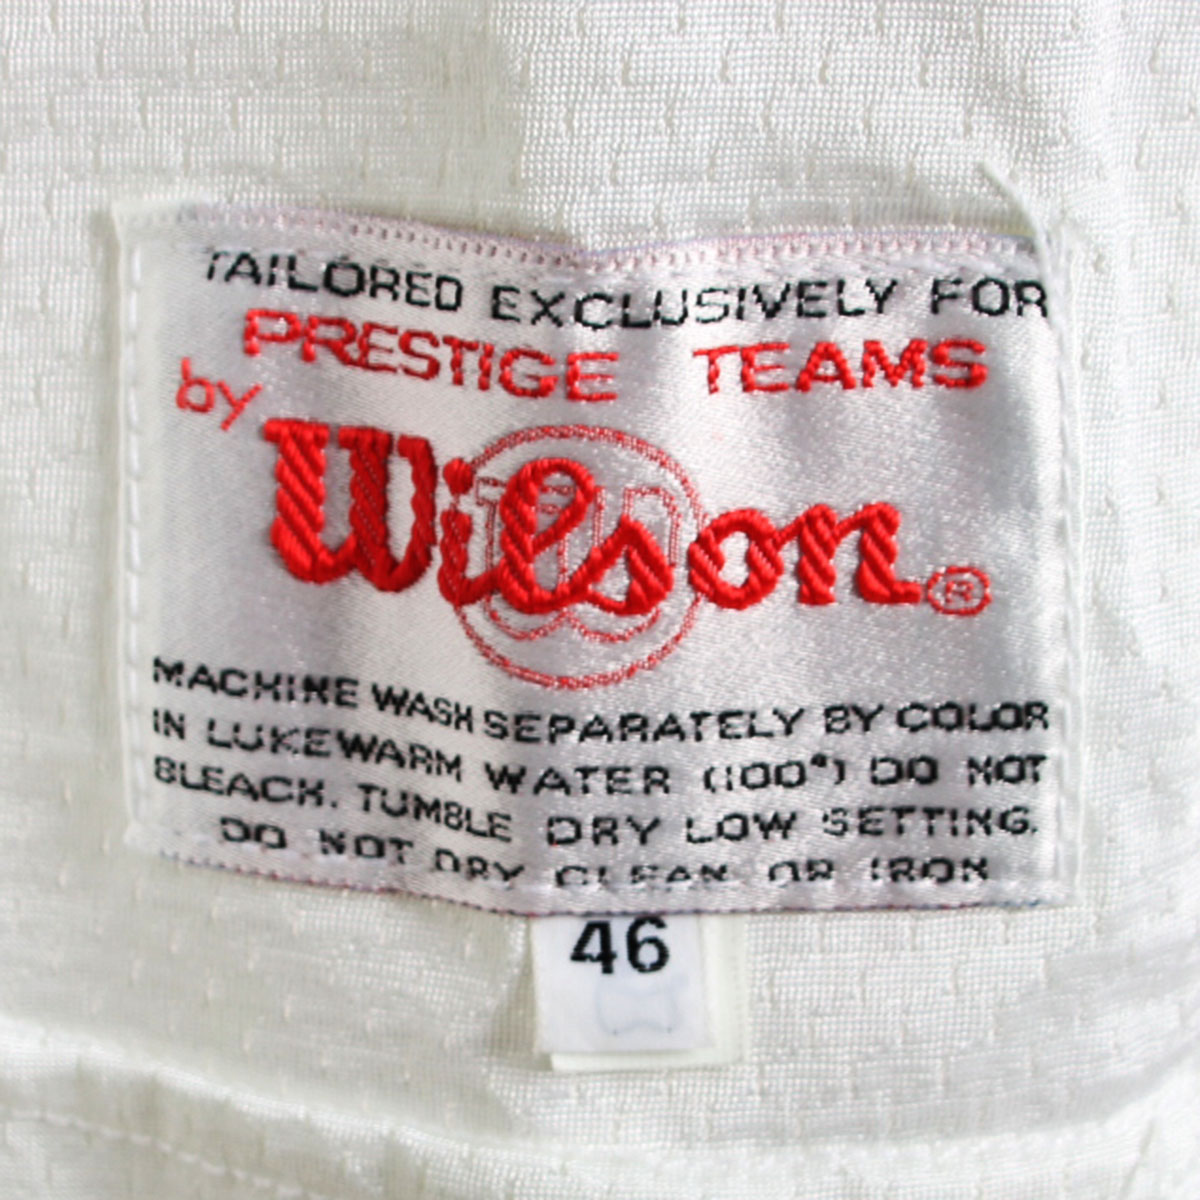 TAILORED EXCLUSIVELY FOR
PRESTIGE TEAMS
by
Wilson®
MACHINE WASH SEPARATELY BY COLOR
IN LUKEWARM WATER (100°) DO NOT
BLEACH. TUMBLE DRY LOW SETTING.
DO NOT DRY CLEAN OR IRON
46